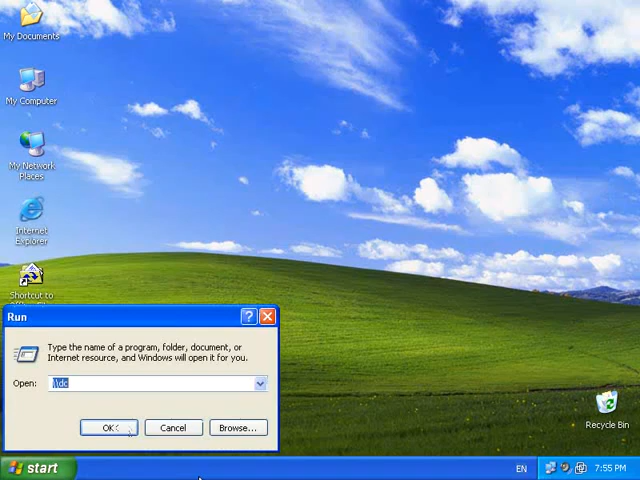 My Documents
My Computer
My Network
Places
Internet
Explorer
Shortcut to
Run
Type the name of a program, folder, document, or
Internet resource, and Windows will open it for you.
Open:
\\dc
OK
Cancel
Browse...
Recycle Bin
start
EN
7:55 PM